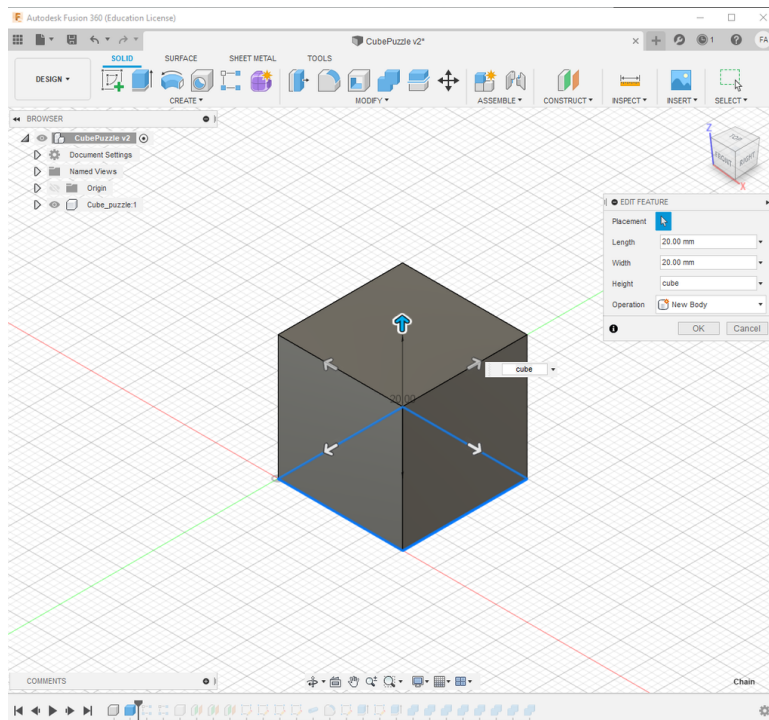 Autodesk Fusion 360 (Education License)
CubePuzzle v2*
1
FA
SOLID SURFACE SHEET METAL TOOLS
DESIGN
CREATE MODIFY ASSEMBLE CONSTRUCT INSPECT INSERT SELECT
BROWSER
CubePuzzle v2
Document Settings
Named Views
Origin
Cube_puzzle:1
Z
TOP
FRONT
RIGHT
X
EDIT FEATURE
Placement
Length 20.00 mm
Width 20.00 mm
Height cube
Operation New Body
OK Cancel
cube
20.00
COMMENTS
Chain